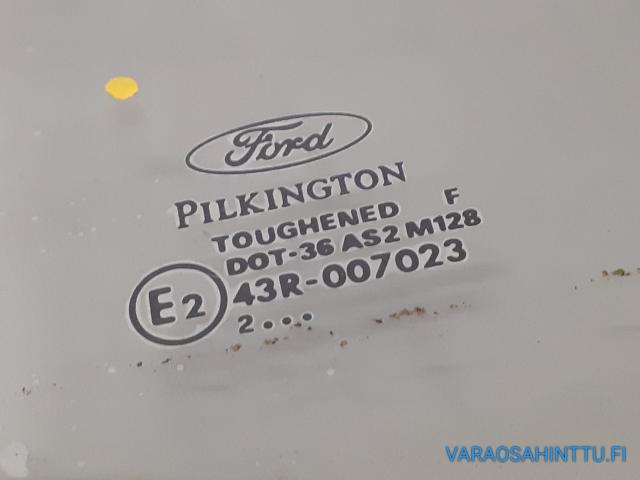 Ford
PILKINGTON
TOUGHENED F
DOT-36 AS2 M128
E2 43R-007023
2...
VARAOSAHINTTU.FI